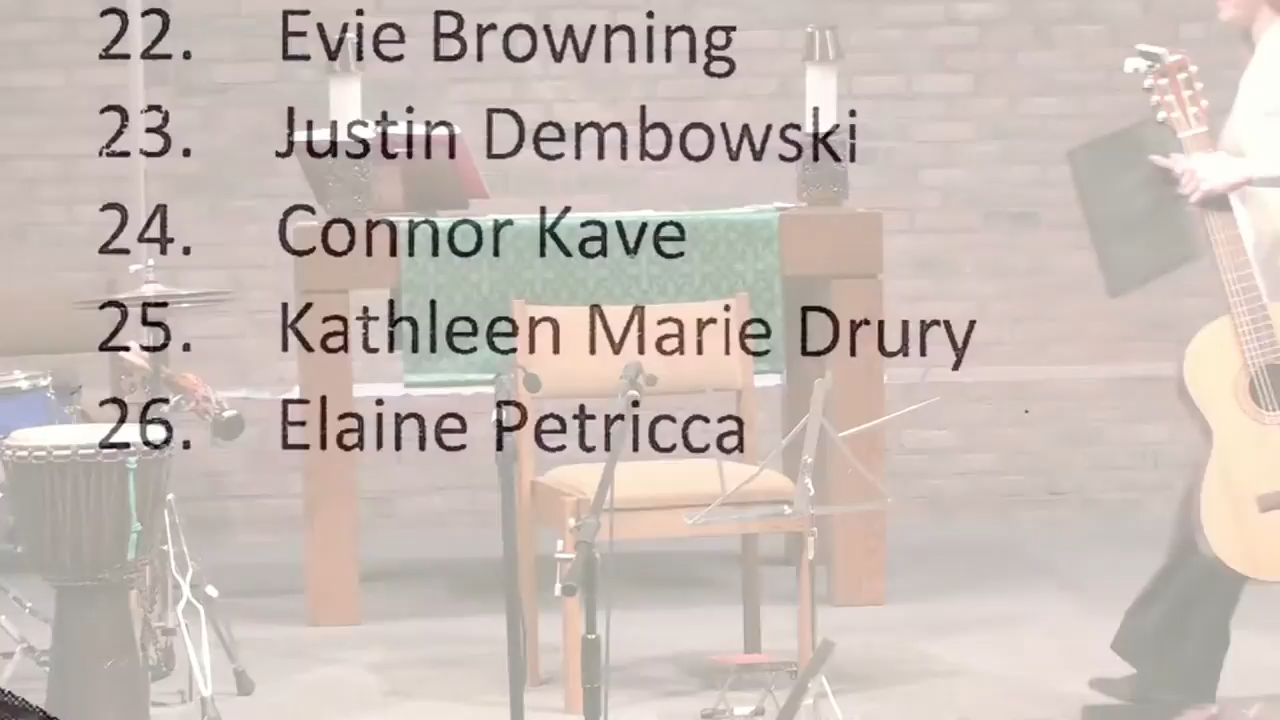 22. Evie Browning
23. Justin Dembowski
24. Connor Kave
25. Kathleen Marie Drury
26. Elaine Petricca